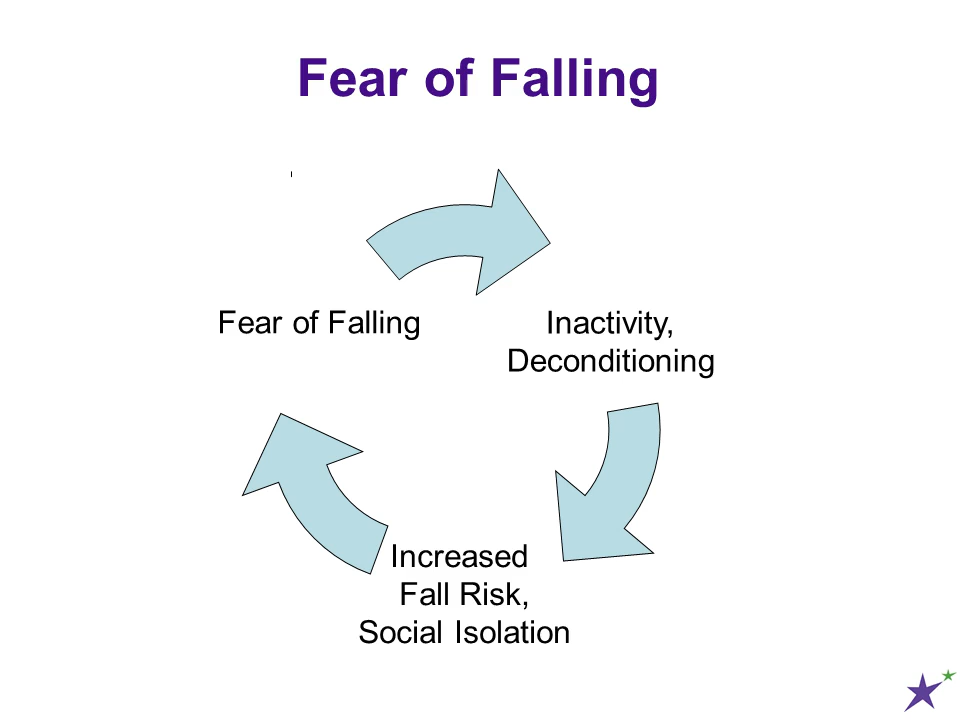 Fear of Falling
Fear of Falling
Inactivity,
Deconditioning
Increased
Fall Risk,
Social Isolation